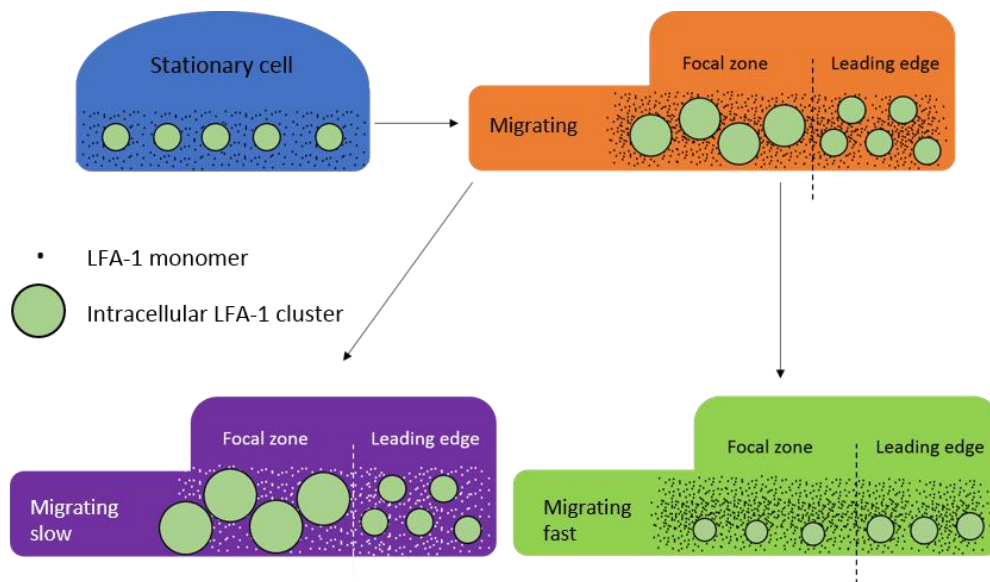 Stationary cell
Focal zone
Leading edge
Migrating
LFA-1 monomer
Intracellular LFA-1 cluster
Focal zone
Leading edge
Migrating
slow
Focal zone
Leading edge
Migrating
fast